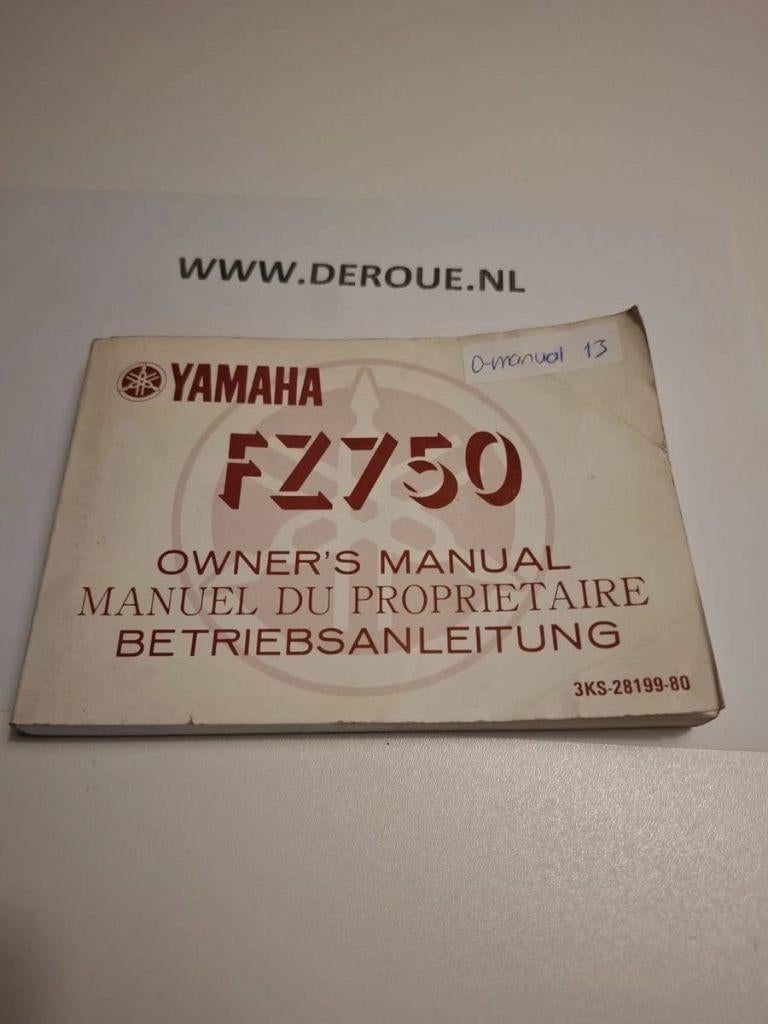 WWW.DEROUE.NL
O-manual 13
YAMAHA
FZ750
OWNER'S MANUAL
MANUEL DU PROPRIETAIRE
BETRIEBSANLEITUNG
3KS-28199-80